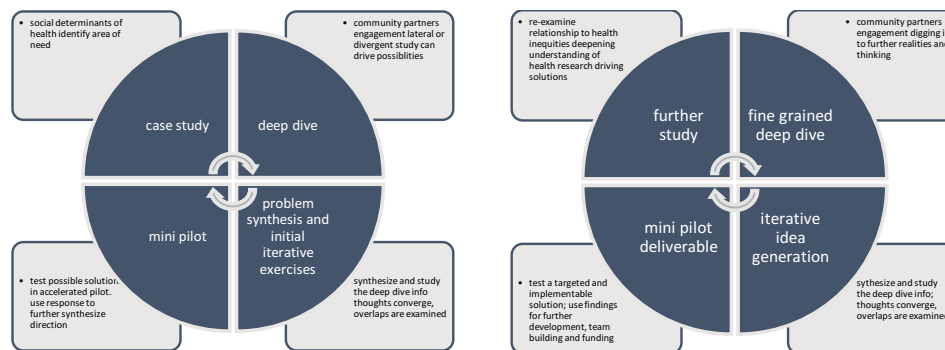 • social determinants of
health identify area of
need
• community partners
engagement lateral or
divergent study can
drive possiblities
case study
deep dive
mini pilot
problem
synthesis and
initial
iterative
exercises
• test possible solution
in accelerated pilot.
use response to
further synthesize
direction
synthesize and study
the deep dive info
thoughts converge,
overlaps are examined
• re-examine
relationship to health
inequities deepening
understanding of
health research driving
solutions
• community partners
engagement digging
to further realities and
thinking
further
study
fine grained
deep dive
mini pilot
deliverable
iterative
idea
generation
• test a targeted and
implementable
solution; use findings
for further
development, team
building and funding
sythesize and study
the deep dive info;
thoughts converge,
overlaps are examined